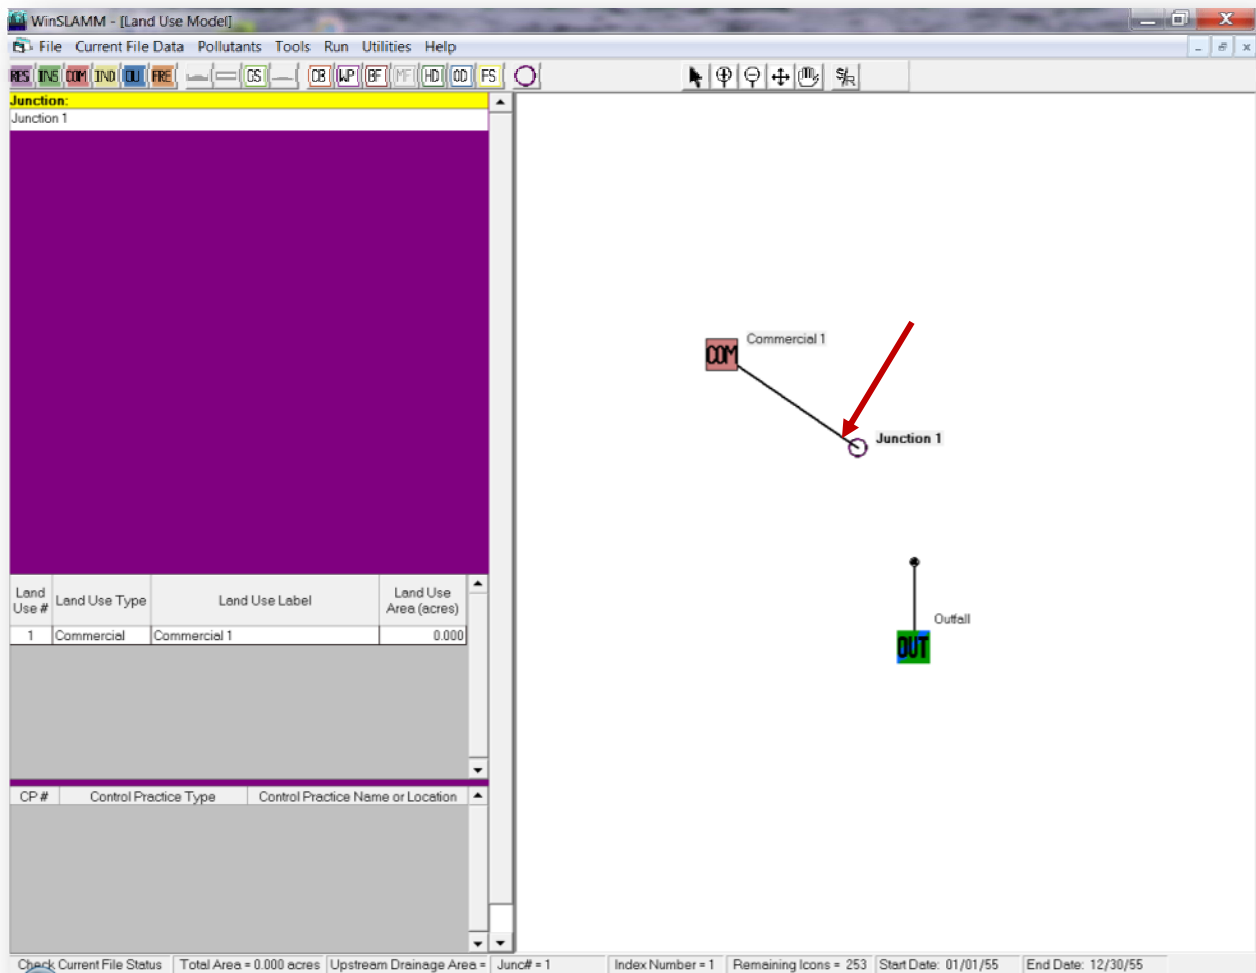 WinSLAMM - [Land Use Model]
File Current File Data Pollutants Tools Run Utilities Help
RES INS COM IND OU FRE CS CB WP BF MF HD OD FS S/R
Junction:
Junction 1
COM Commercial 1
Junction 1
Outfall
OUT
Land Use # Land Use Type Land Use Label Land Use Area (acres)
1 Commercial Commercial 1 0.000
CP # Control Practice Type Control Practice Name or Location
Check Current File Status Total Area = 0.000 acres Upstream Drainage Area = Junc# = 1 Index Number = 1 Remaining Icons = 253 Start Date: 01/01/55 End Date: 12/30/55